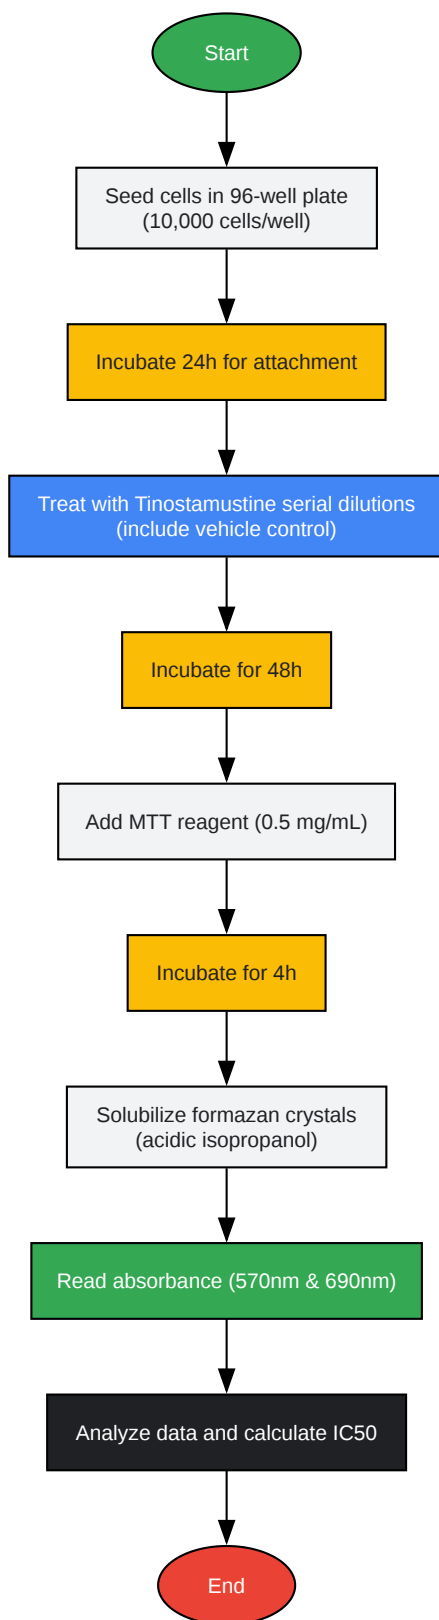 Start
Seed cells in 96-well plate
(10,000 cells/well)
Incubate 24h for attachment
Treat with Tinostamustine serial dilutions
(include vehicle control)
Incubate for 48h
Add MTT reagent (0.5 mg/mL)
Incubate for 4h
Solubilize formazan crystals
(acidic isopropanol)
Read absorbance (570nm & 690nm)
Analyze data and calculate IC50
End